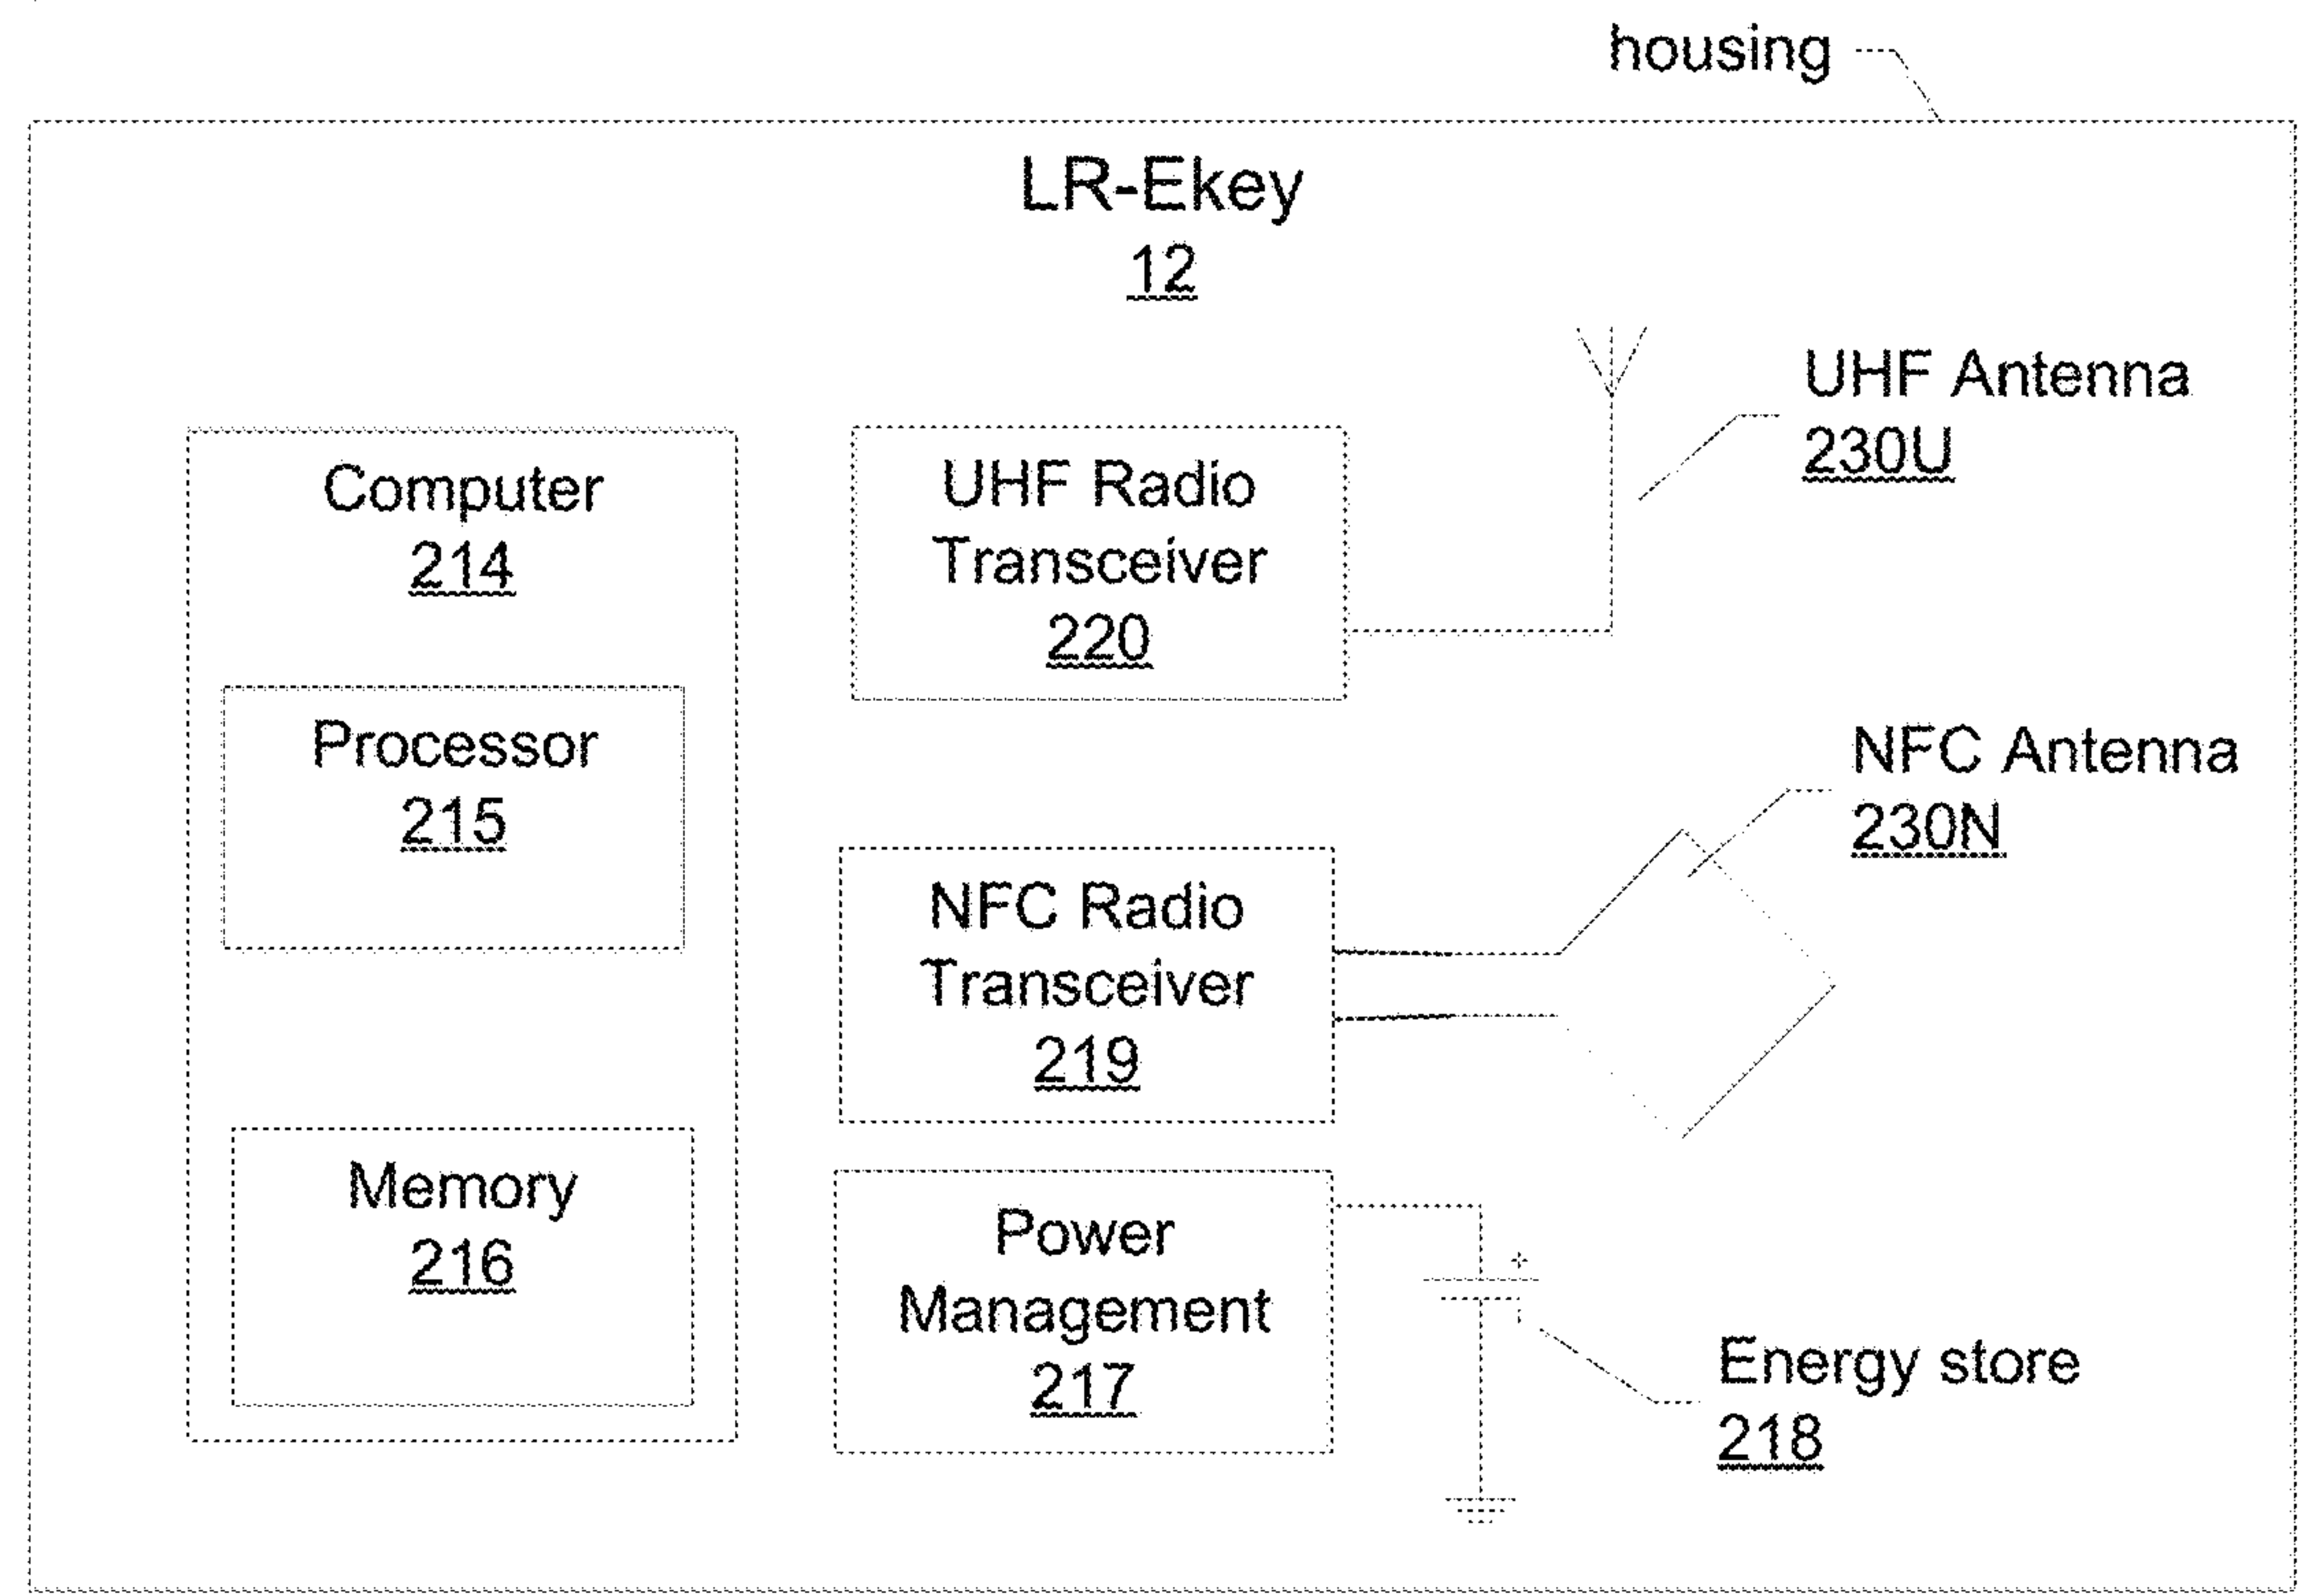 housing
LR-Ekey
12
UHF Antenna
230U
Computer
214
UHF Radio
Transceiver
220
Processor
215
NFC Antenna
230N
NFC Radio
Transceiver
219
Memory
216
Power
Management
217
Energy store
218